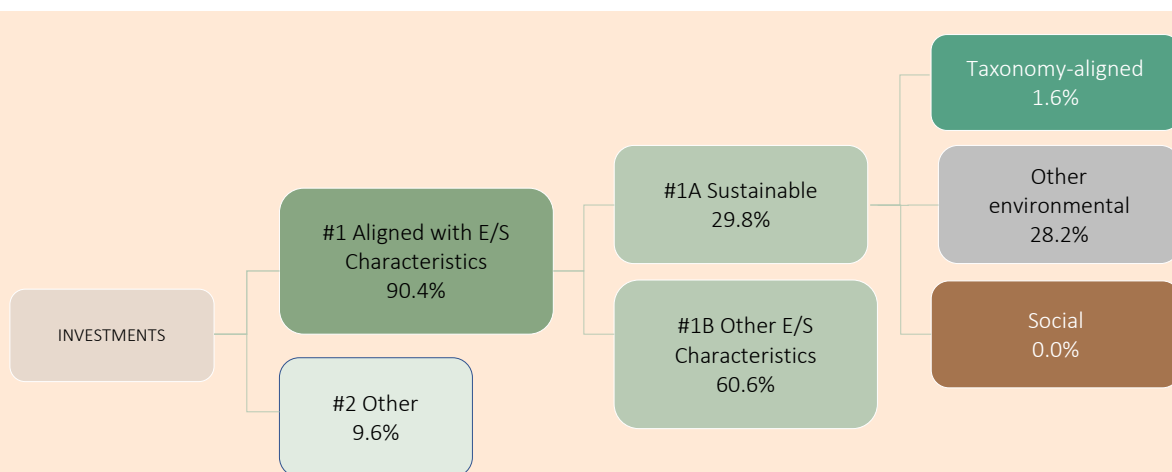 INVESTMENTS
#1 Aligned with E/S
Characteristics
90.4%
#2 Other
9.6%
#1A Sustainable
29.8%
#1B Other E/S
Characteristics
60.6%
Taxonomy-aligned
1.6%
Other
environmental
28.2%
Social
0.0%